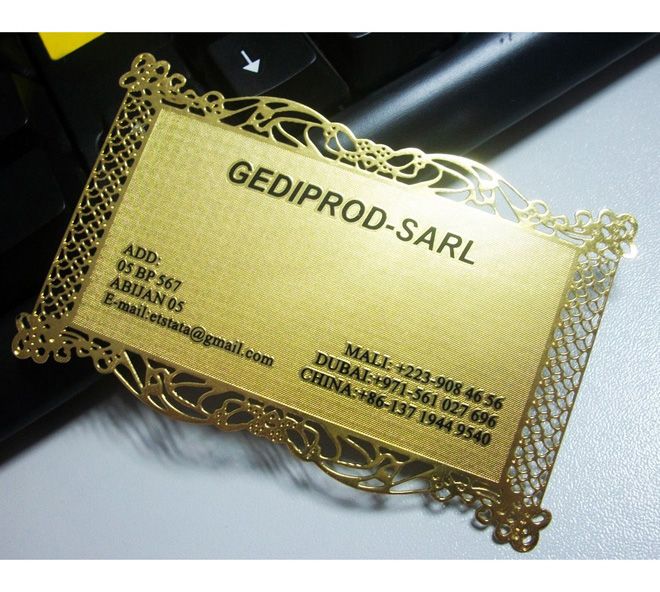 GEDIPROD-SARL
ADD:
05 BP 567
ABIJAN 05
E-mail:etstata@gmail.com
MALI: +223-908 46 56
DUBAI:+971-561 027 696
CHINA:+86-137 1944 9540